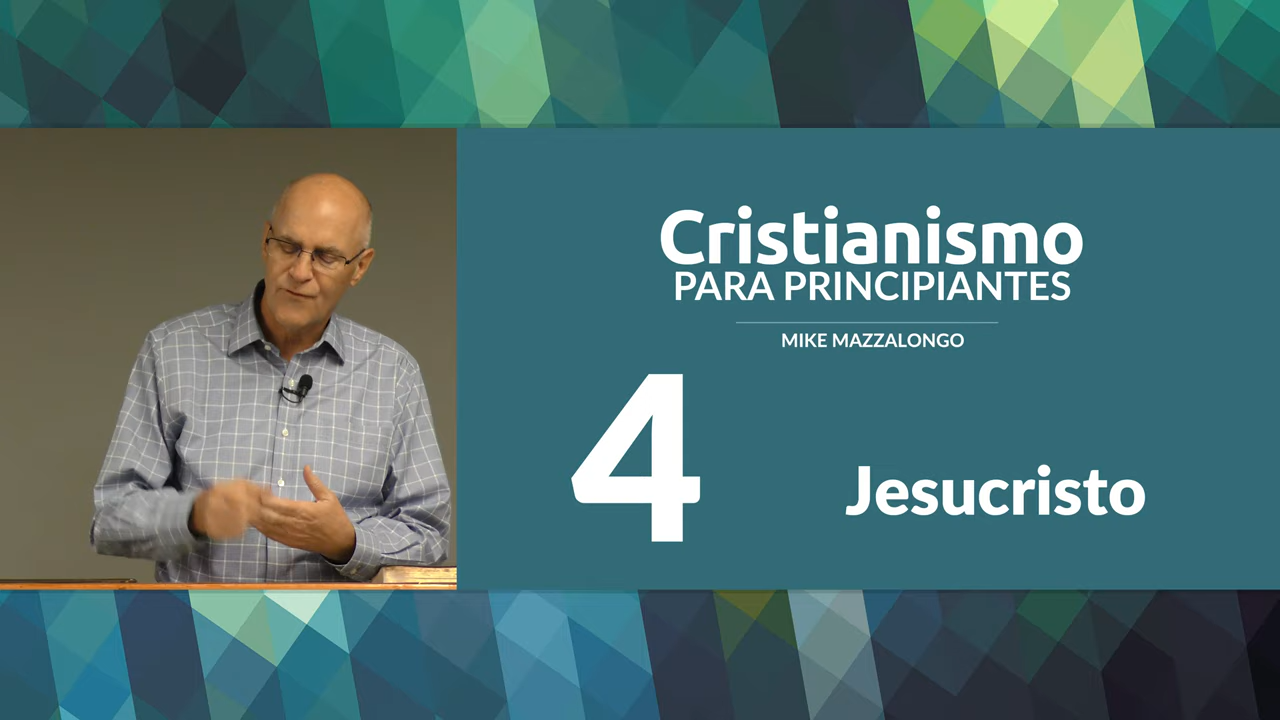 Cristianismo
PARA PRINCIPIANTES
MIKE MAZZALONGO
4
Jesucristo